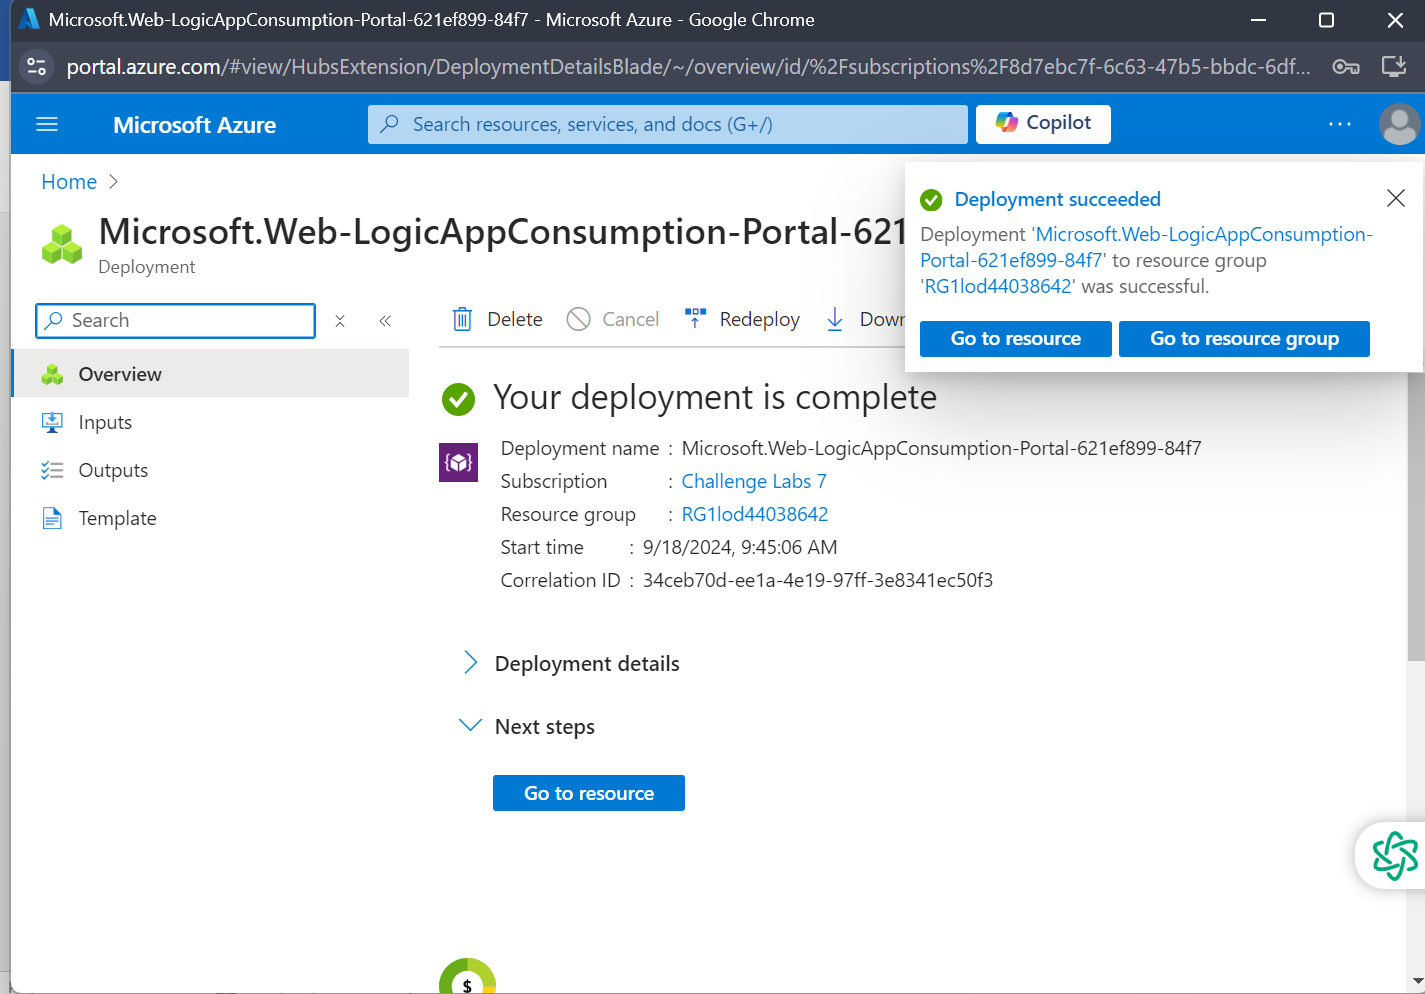 Microsoft.Web-LogicAppConsumption-Portal-621ef899-84f7 - Microsoft Azure - Google Chrome
portal.azure.com/#view/HubsExtension/DeploymentDetailsBlade/~/overview/id/%2Fsubscriptions%2F8d7ebc7f-6c63-47b5-bbdc-6df...
Microsoft Azure
Search resources, services, and docs (G+/)
Copilot
Home
Deployment succeeded
Deployment 'Microsoft.Web-LogicAppConsumption-
Portal-621ef899-84f7' to resource group
'RG1lod44038642' was successful.
Go to resource
Go to resource group
Microsoft.Web-LogicAppConsumption-Portal-621
Deployment
Search
Delete
Cancel
Redeploy
Down
Overview
Inputs
Outputs
Template
Your deployment is complete
Deployment name : Microsoft.Web-LogicAppConsumption-Portal-621ef899-84f7
Subscription : Challenge Labs 7
Resource group : RG1lod44038642
Start time : 9/18/2024, 9:45:06 AM
Correlation ID : 34ceb70d-ee1a-4e19-97ff-3e8341ec50f3
Deployment details
Next steps
Go to resource
$